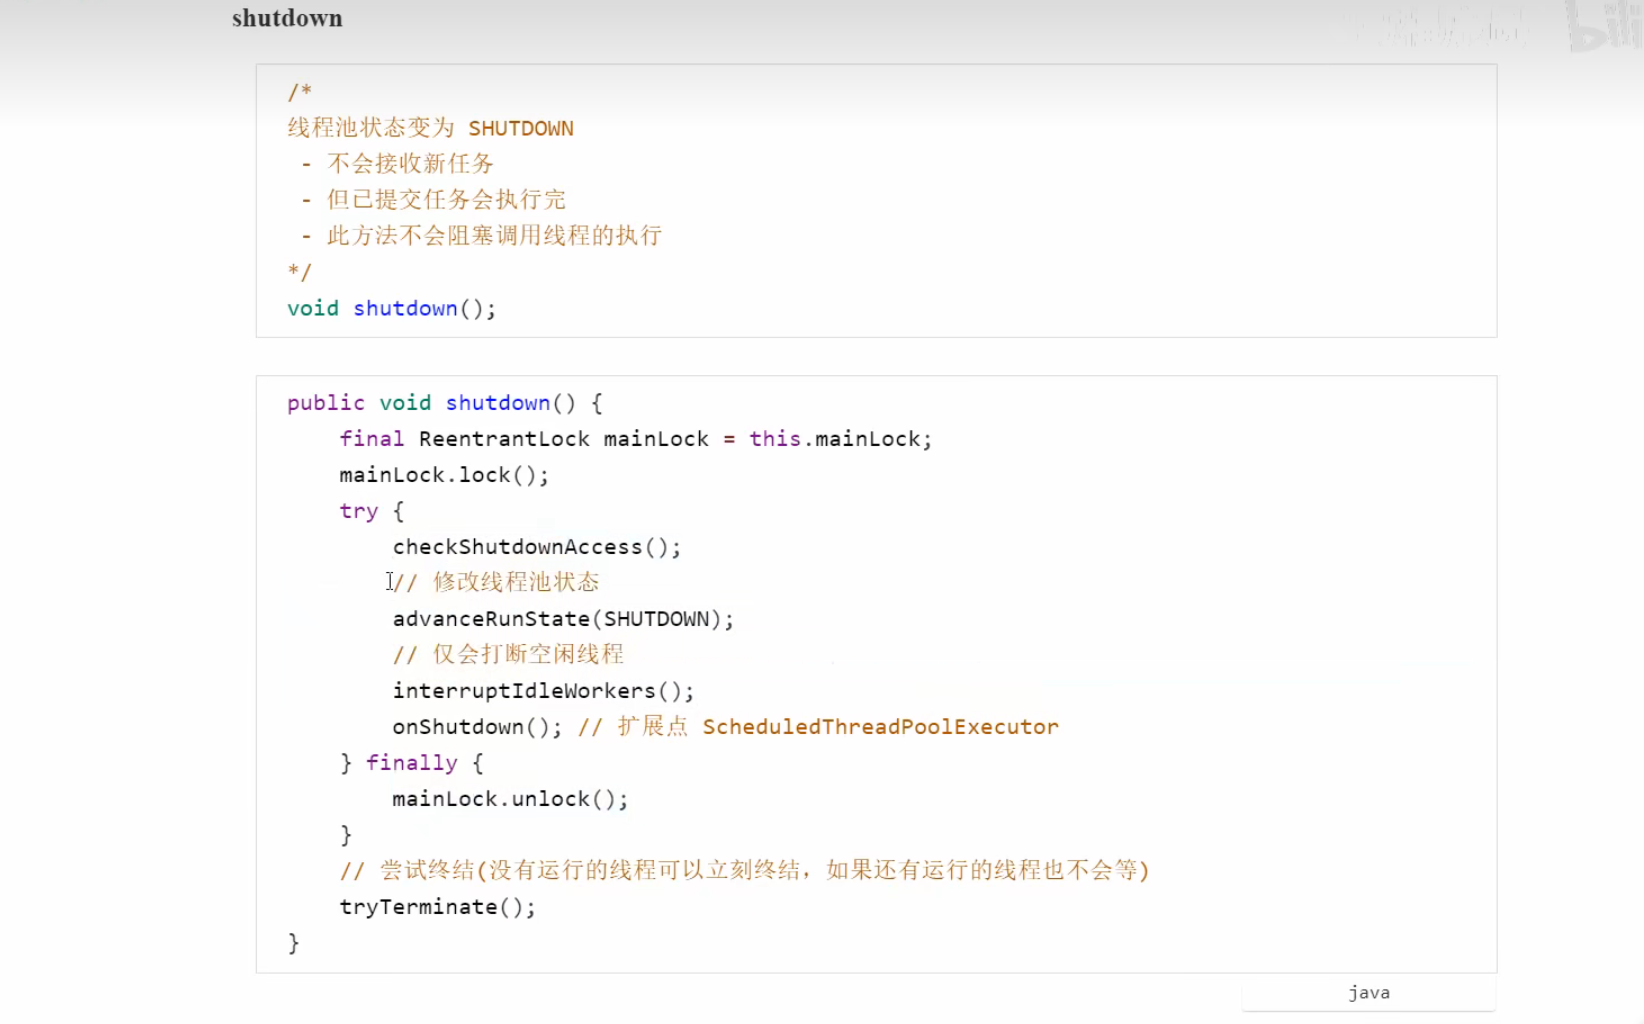 shutdown
/*
线程池状态变为 SHUTDOWN
- 不会接收新任务
- 但已提交任务会执行完
- 此方法不会阻塞调用线程的执行
*/
void shutdown();
public void shutdown() {
final ReentrantLock mainLock = this.mainLock;
mainLock.lock();
try {
checkShutdownAccess();
// 修改线程池状态
advanceRunState(SHUTDOWN);
// 仅会打断空闲线程
interruptIdleWorkers();
onShutdown(); // 扩展点 ScheduledThreadPoolExecutor
} finally {
mainLock.unlock();
}
// 尝试终结(没有运行的线程可以立刻终结，如果还有运行的线程也不会等)
tryTerminate();
}
java